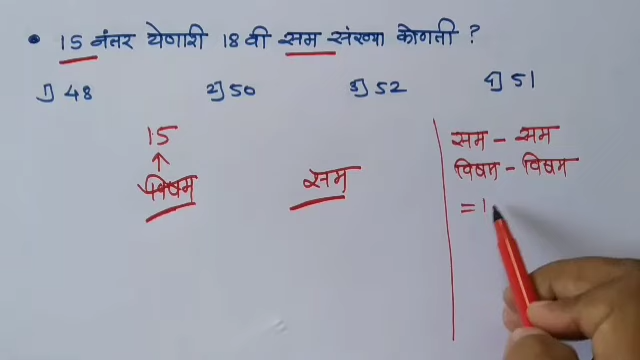 • 15 नंतर येणारी 18 वी सम संख्या कोणती ?
1] 48 2] 50 3] 52 4] 51
15
↑
विषम सम
सम - सम
विषम - विषम
= 1